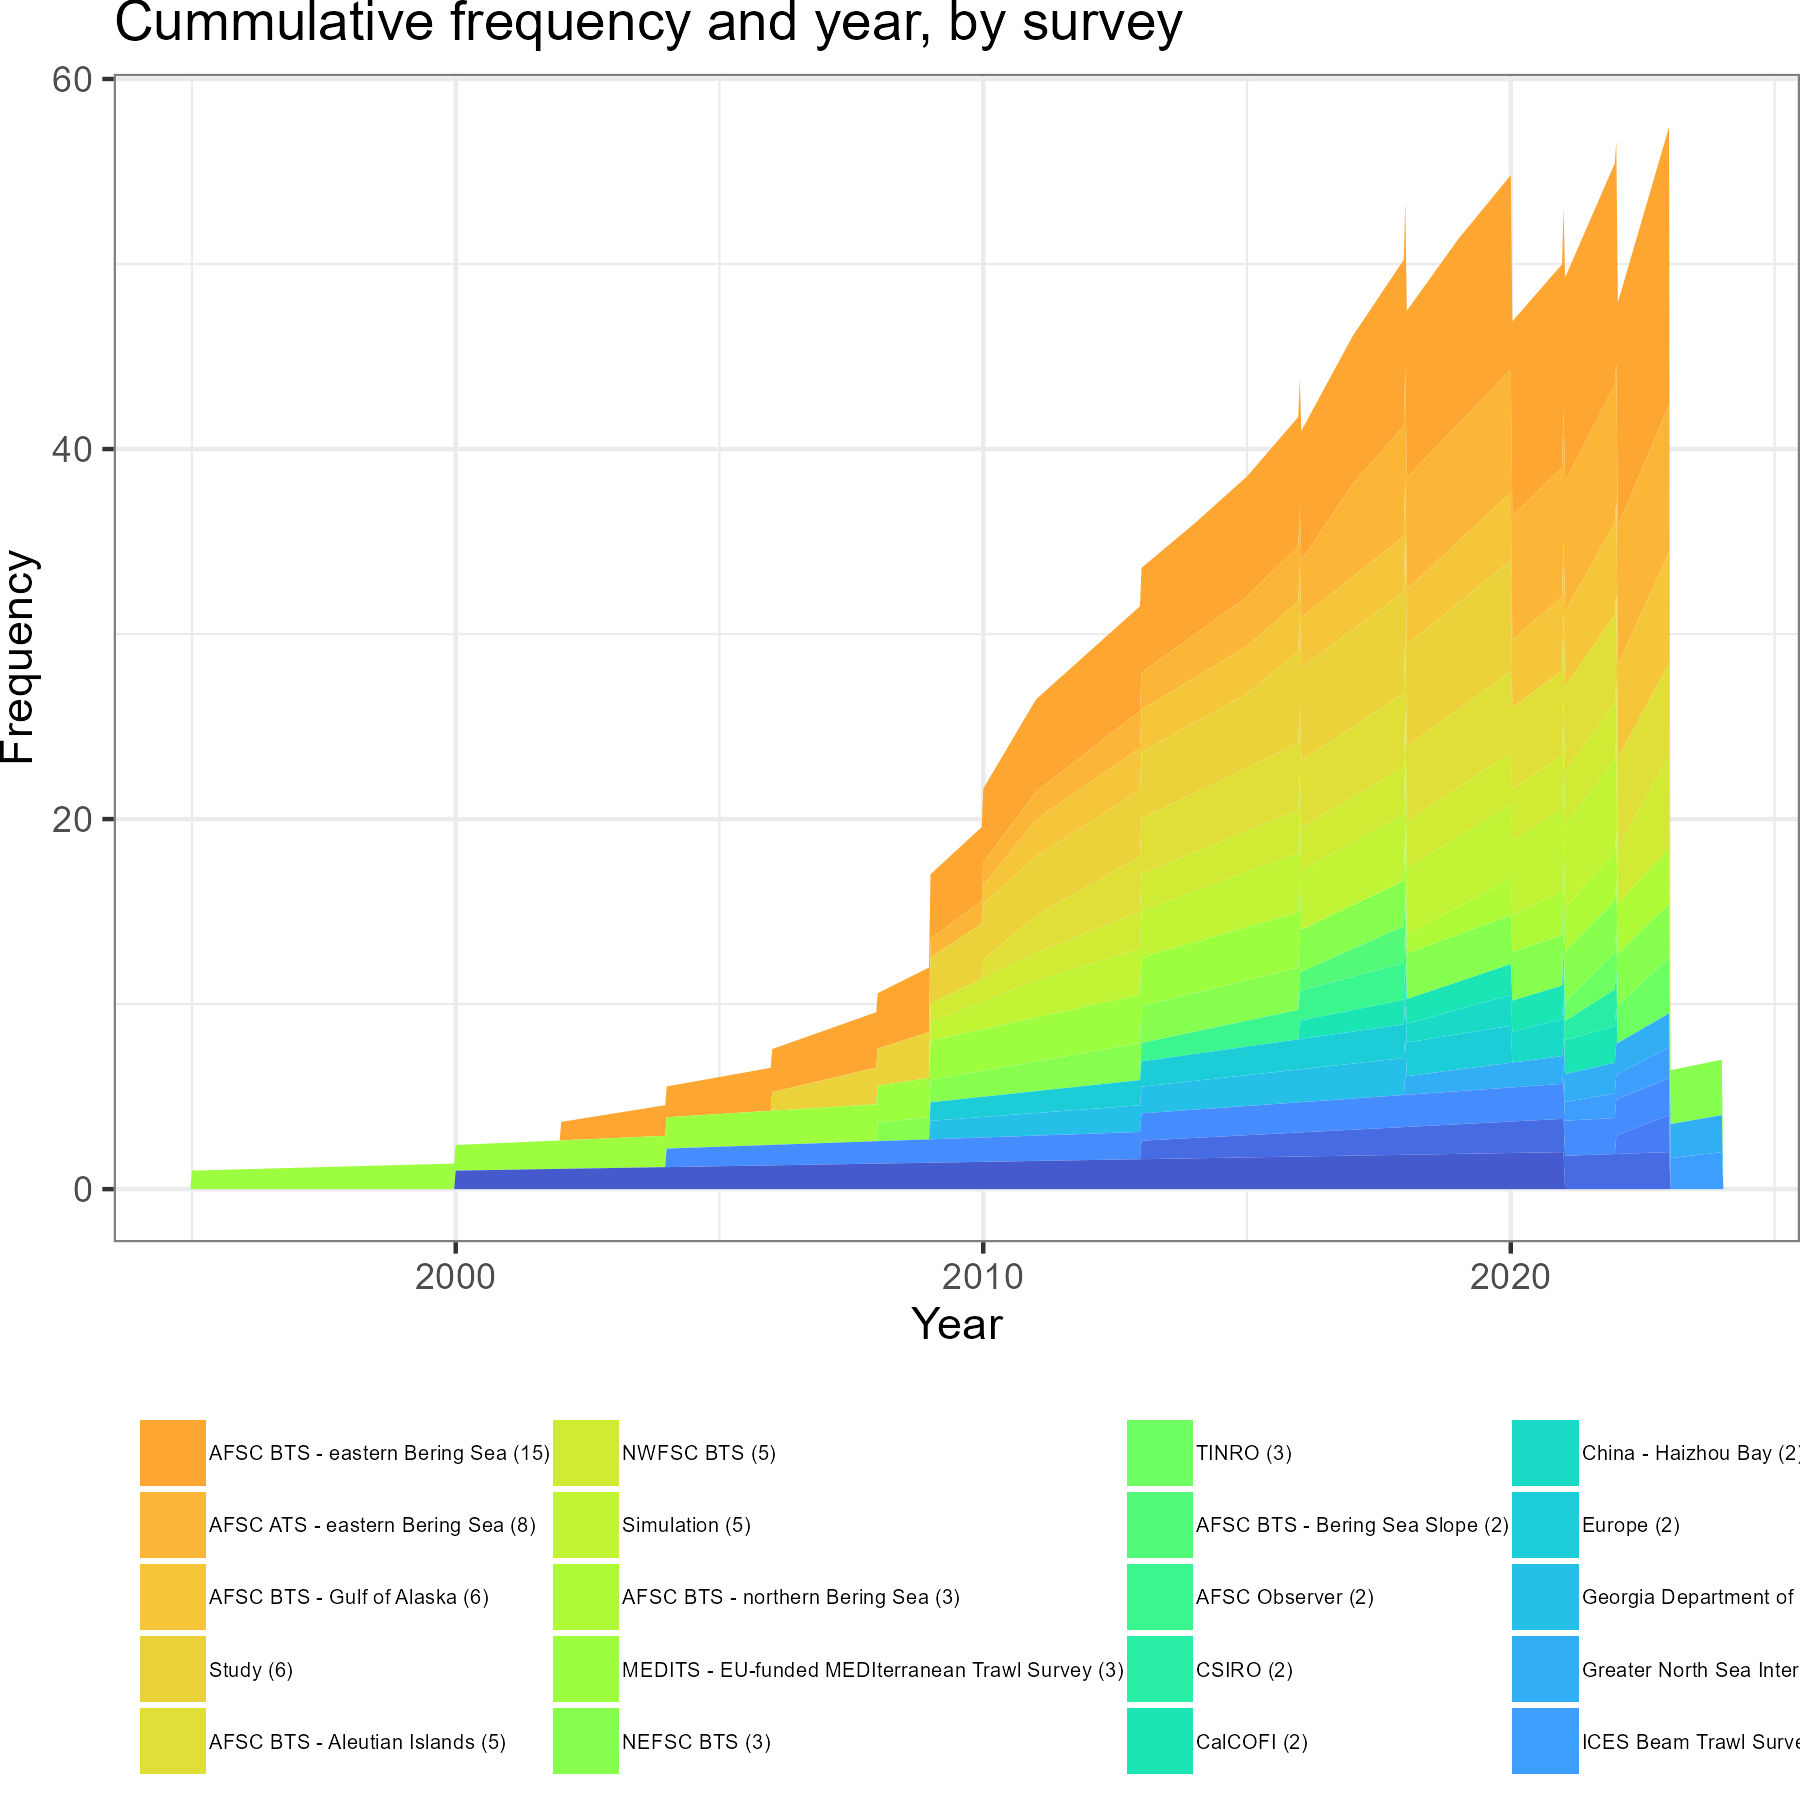 Cummulative frequency and year, by survey
60
40
20
0
Frequency
2000 2010 2020
Year
AFSC BTS - eastern Bering Sea (15)
AFSC ATS - eastern Bering Sea (8)
AFSC BTS - Gulf of Alaska (6)
Study (6)
AFSC BTS - Aleutian Islands (5)
NWFSC BTS (5)
Simulation (5)
AFSC BTS - northern Bering Sea (3)
MEDITS - EU-funded MEDIterranean Trawl Survey (3)
NEFSC BTS (3)
TINRO (3)
AFSC BTS - Bering Sea Slope (2)
AFSC Observer (2)
CSIRO (2)
CalCOFI (2)
China - Haizhou Bay (2)
Europe (2)
Georgia Department of
Greater North Sea Inter
ICES Beam Trawl Surve